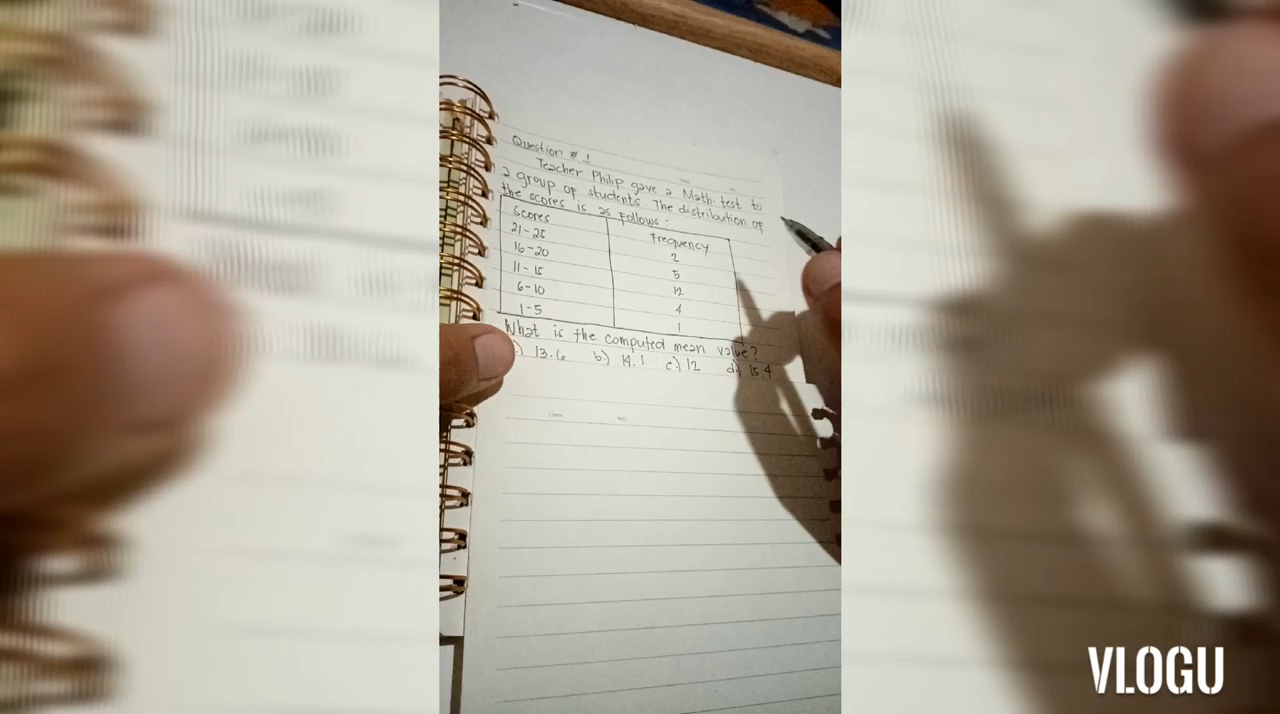 Question # 1
Teacher Philip gave a Math test to
a group of students. The distribution of
the scores is as follows:
Scores Frequency
21-25 2
16-20 5
11-15 12
6-10 4
1-5 1
What is the computed mean value?
) 13.6 b.) 14.1 c.) 12 d.) 15.4
VLOGU